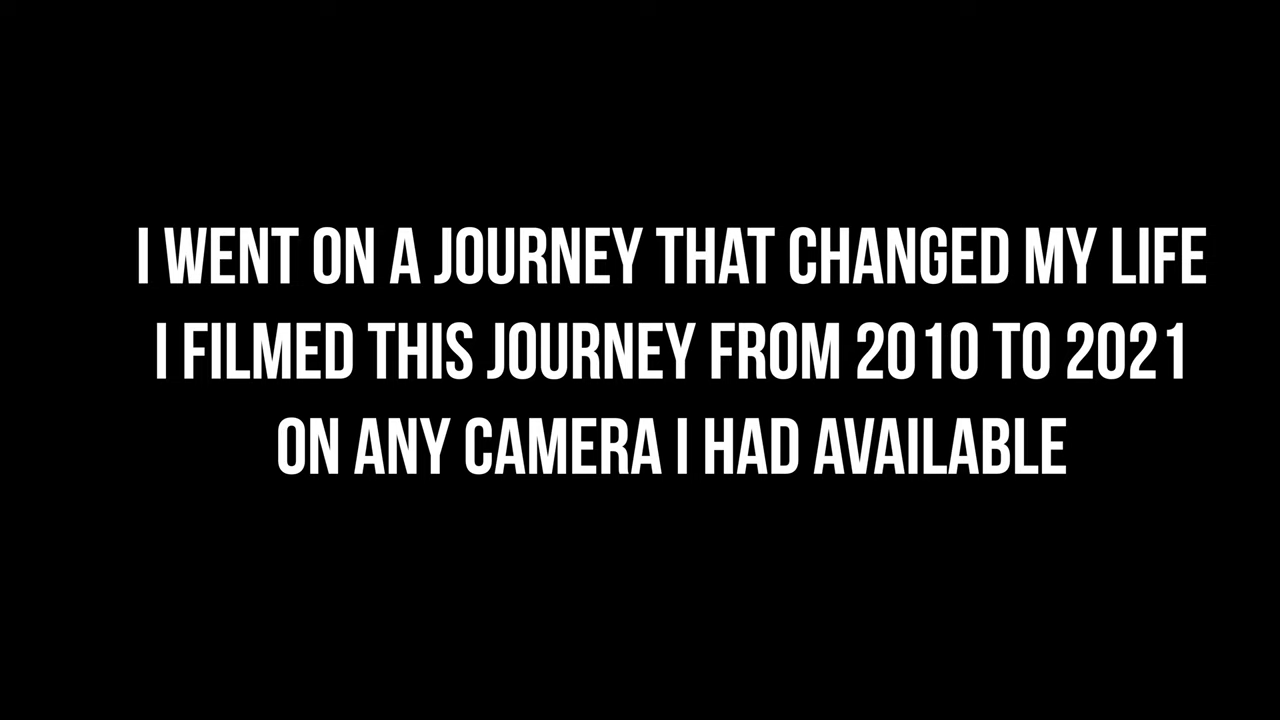 I WENT ON A JOURNEY THAT CHANGED MY LIFE
I FILMED THIS JOURNEY FROM 2010 TO 2021
ON ANY CAMERA I HAD AVAILABLE